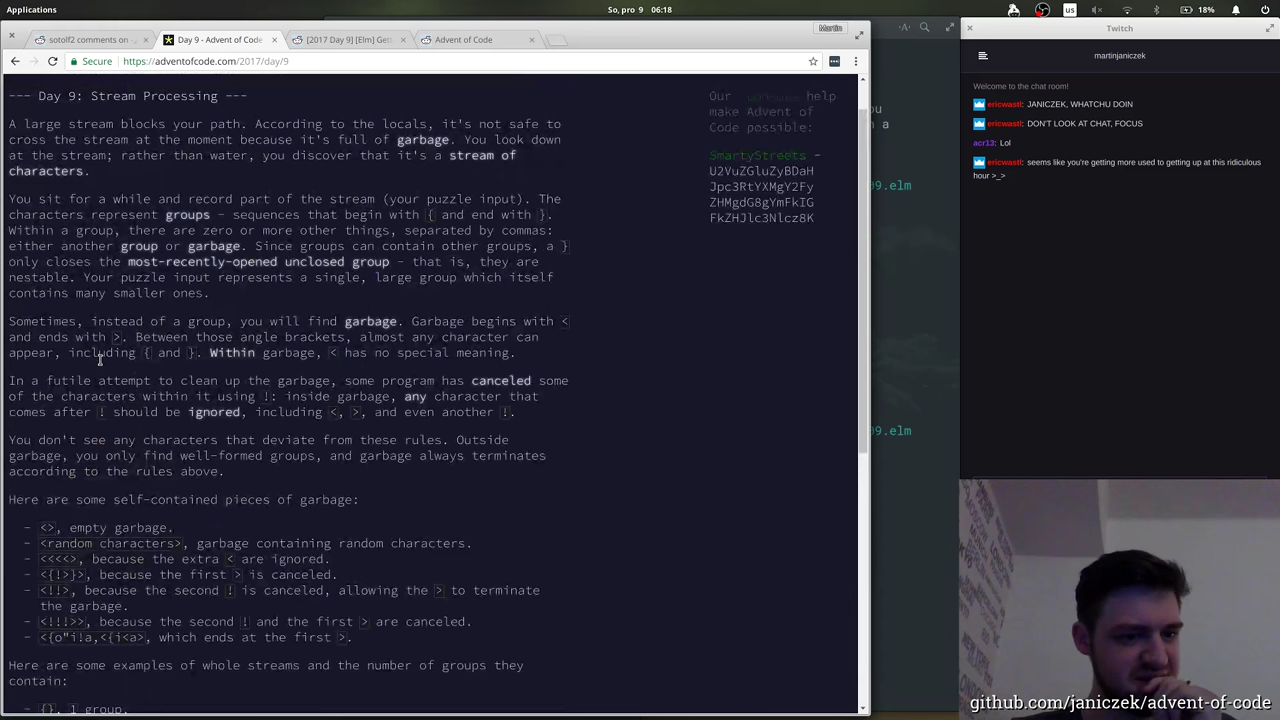 Applications
So, pro 9 06:18
us
18%
sotolf2 comments on
Day 9 - Advent of Code
[2017 Day 9] [Elm] Get
Advent of Code
Martin
Secure
https://adventofcode.com/2017/day/9
--- Day 9: Stream Processing ---
A large stream blocks your path. According to the locals, it's not safe to
cross the stream at the moment because it's full of garbage. You look down
at the stream; rather than water, you discover that it's a stream of
characters.
You sit for a while and record part of the stream (your puzzle input). The
characters represent groups - sequences that begin with { and end with }.
Within a group, there are zero or more other things, separated by commas:
either another group or garbage. Since groups can contain other groups, a }
only closes the most-recently-opened unclosed group - that is, they are
nestable. Your puzzle input represents a single, large group which itself
contains many smaller ones.
Sometimes, instead of a group, you will find garbage. Garbage begins with <
and ends with >. Between those angle brackets, almost any character can
appear, including { and }. Within garbage, < has no special meaning.
In a futile attempt to clean up the garbage, some program has canceled some
of the characters within it using !: inside garbage, any character that
comes after ! should be ignored, including <, >, and even another !.
You don't see any characters that deviate from these rules. Outside
garbage, you only find well-formed groups, and garbage always terminates
according to the rules above.
Here are some self-contained pieces of garbage:
- <>, empty garbage.
- <random characters>, garbage containing random characters.
- <<<<>, because the extra < are ignored.
- <{!>}>, because the first > is canceled.
- <!!>, because the second ! is canceled, allowing the > to terminate
the garbage.
- <!!!>>, because the second ! and the first > are canceled.
- <{o"i!a,<{i<a>, which ends at the first >.
Here are some examples of whole streams and the number of groups they
contain:
- {}, 1 group.
Our help
make Advent of
Code possible:
SmartyStreets -
U2VuZGluZyBDaH
Jpc3RtYXMgY2Fy
ZHMgdG8gYmFkIG
FkZHJlc3Nlcz8K
-A-
ou
n a
09.elm
09.elm
Twitch
martinjaniczek
Welcome to the chat room!
ericwastl: JANICZEK, WHATCHU DOIN
ericwastl: DON'T LOOK AT CHAT, FOCUS
acr13: Lol
ericwastl: seems like you're getting more used to getting up at this ridiculous
hour >_>
github.com/janiczek/advent-of-code